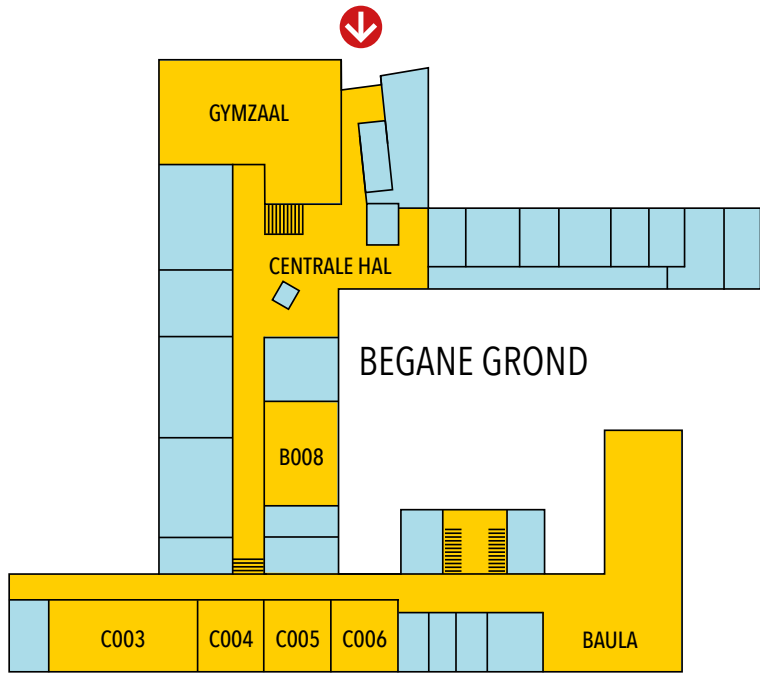 GYMZAAL
CENTRALE HAL
BEGANE GROND
B008
C003
C004
C005
C006
BAULA